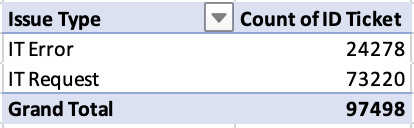 Issue Type Count of ID Ticket
IT Error 24278
IT Request 73220
Grand Total 97498